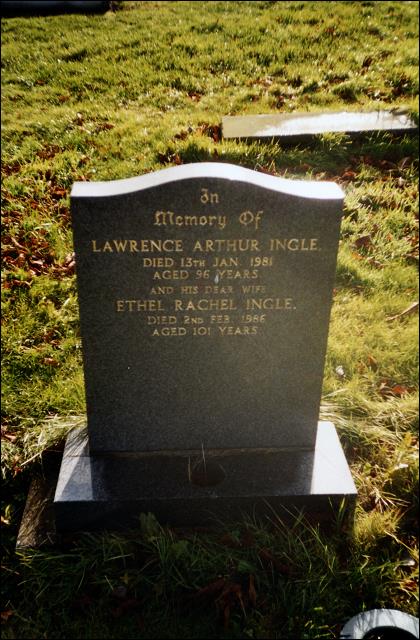 In
Memory Of
LAWRENCE ARTHUR INGLE.
DIED 13TH JAN. 1981
AGED 96 YEARS.
AND HIS DEAR WIFE
ETHEL RACHEL INGLE.
DIED 2ND FEB. 1986
AGED 101 YEARS.